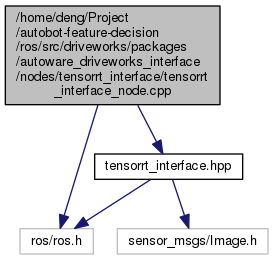 /home/deng/Project
/autobot-feature-decision
/ros/src/driveworks/packages
/autoware_driveworks_interface
/nodes/tensorrt_interface/tensorrt
_interface_node.cpp
tensorrt_interface.hpp
ros/ros.h
sensor_msgs/Image.h